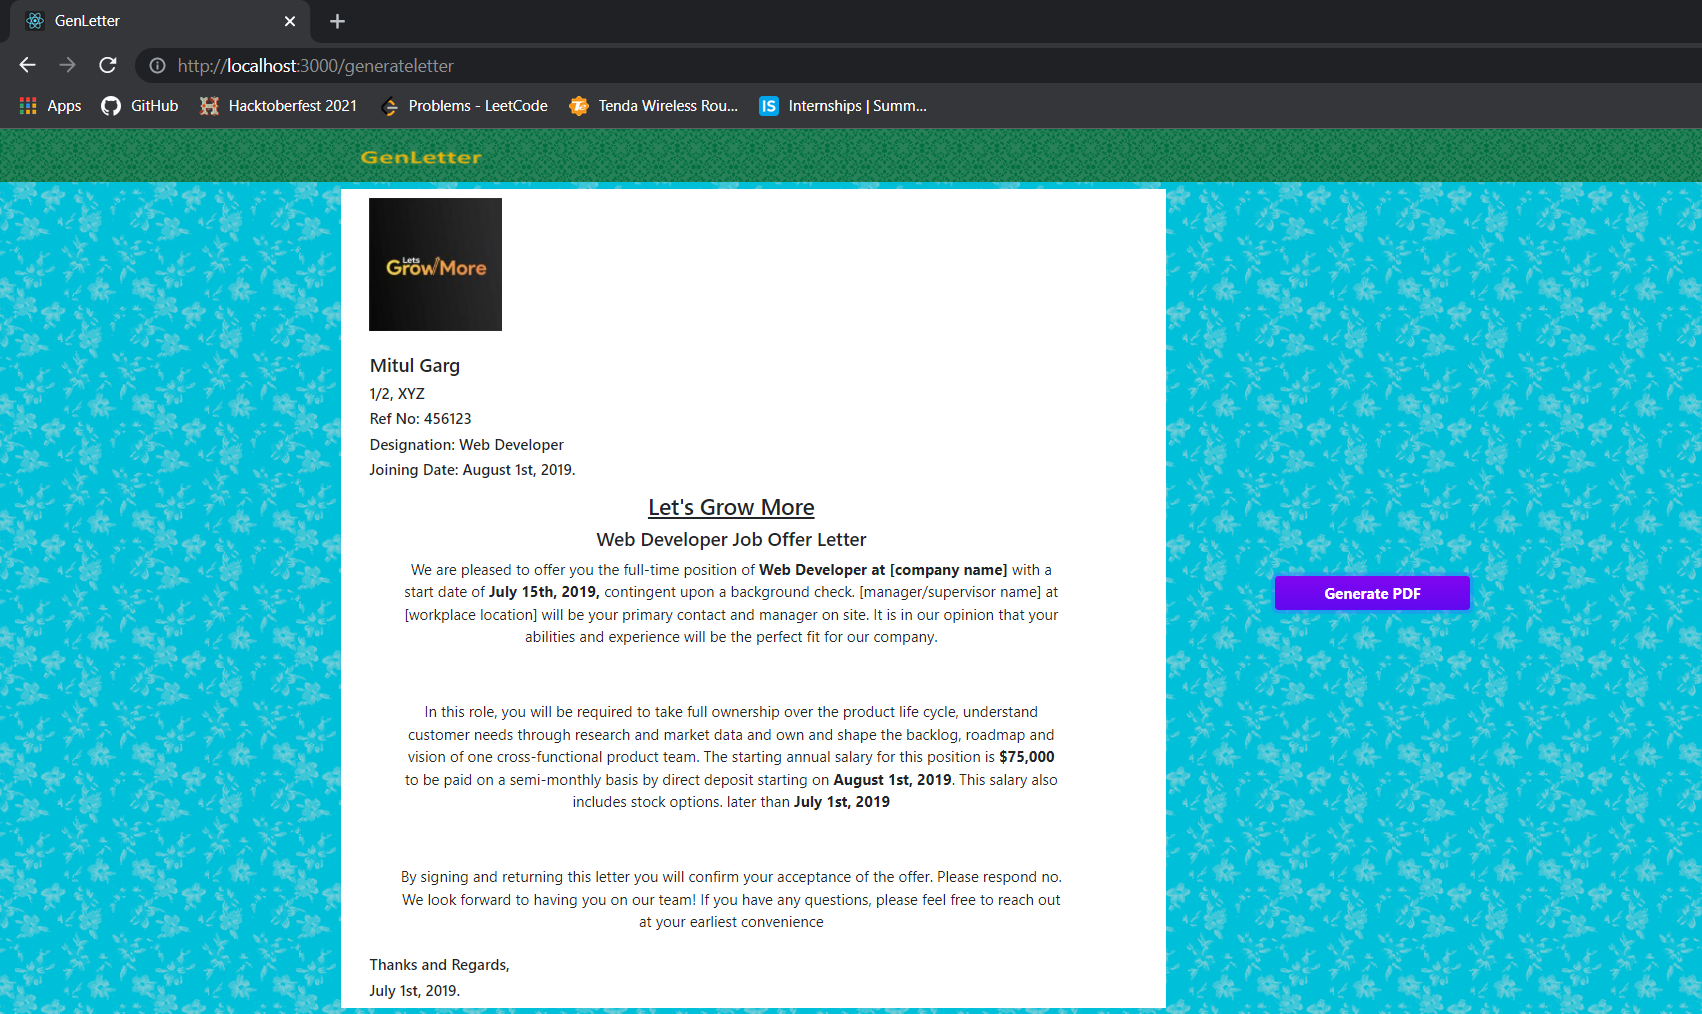 GenLetter
http://localhost:3000/generateletter
Apps GitHub Hacktoberfest 2021 Problems - LeetCode Tenda Wireless Rou... IS Internships | Summ...
GenLetter
Lets
GrowMore
Mitul Garg
1/2, XYZ
Ref No: 456123
Designation: Web Developer
Joining Date: August 1st, 2019.
Let's Grow More
Web Developer Job Offer Letter
We are pleased to offer you the full-time position of Web Developer at [company name] with a
start date of July 15th, 2019, contingent upon a background check. [manager/supervisor name] at
[workplace location] will be your primary contact and manager on site. It is in our opinion that your
abilities and experience will be the perfect fit for our company.
Generate PDF
In this role, you will be required to take full ownership over the product life cycle, understand
customer needs through research and market data and own and shape the backlog, roadmap and
vision of one cross-functional product team. The starting annual salary for this position is $75,000
to be paid on a semi-monthly basis by direct deposit starting on August 1st, 2019. This salary also
includes stock options. later than July 1st, 2019
By signing and returning this letter you will confirm your acceptance of the offer. Please respond no.
We look forward to having you on our team! If you have any questions, please feel free to reach out
at your earliest convenience
Thanks and Regards,
July 1st, 2019.